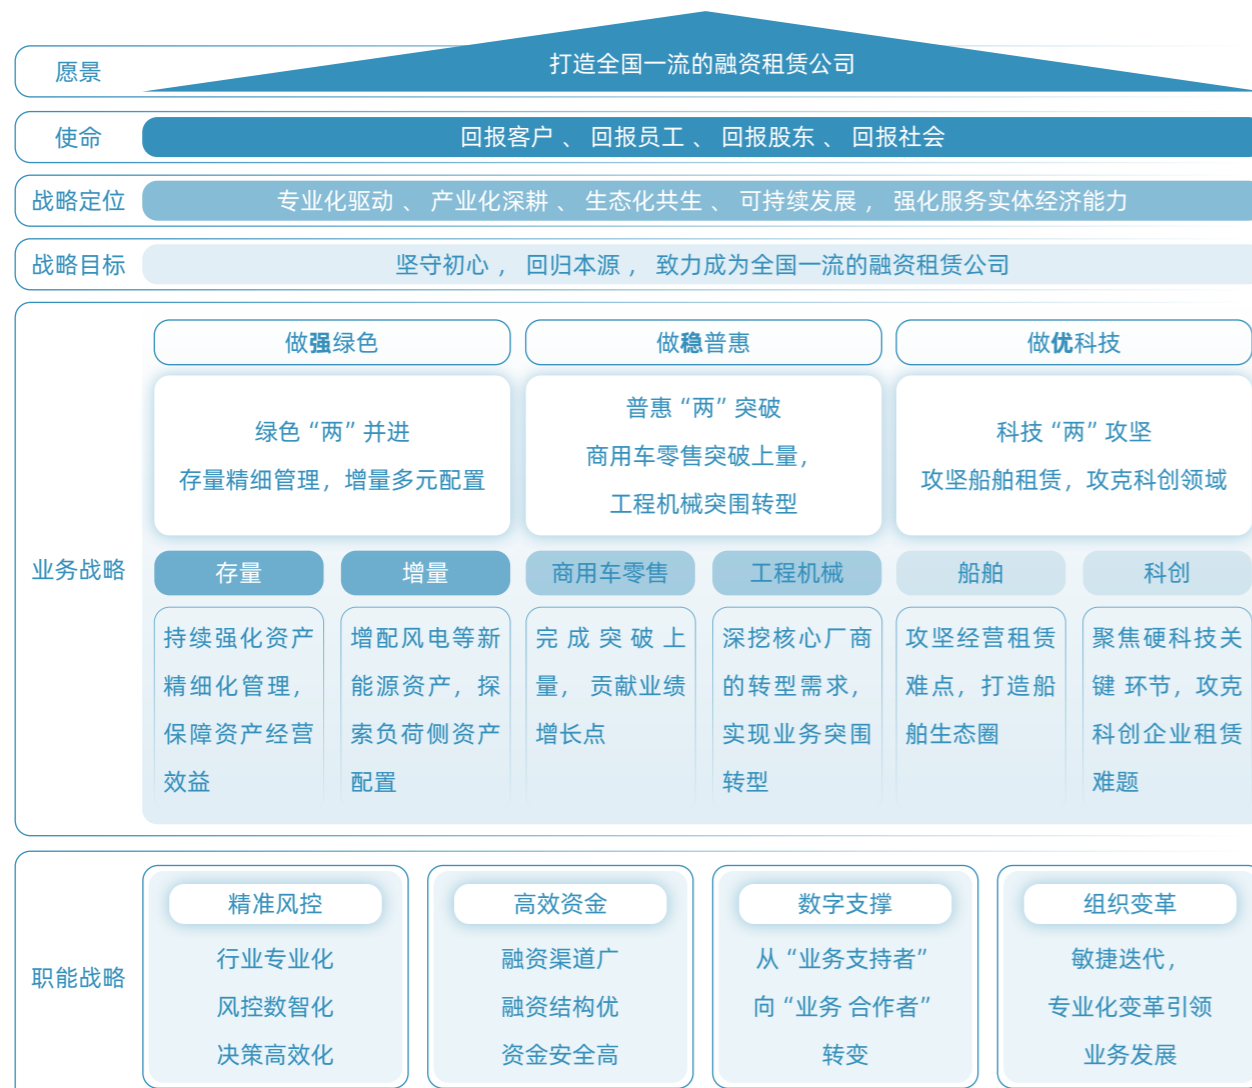 愿景
打造全国一流的融资租赁公司
使命
回报客户 、 回报员工 、 回报股东 、 回报社会
战略定位
专业化驱动 、 产业化深耕 、 生态化共生 、 可持续发展 ， 强化服务实体经济能力
战略目标
坚守初心 ， 回归本源 ， 致力成为全国一流的融资租赁公司
业务战略
做强绿色
绿色 “两” 并进
存量精细管理，增量多元配置
存量
持续强化资产
精细化管理，
保障资产经营
效益
增量
增配风电等新
能源资产，探
索负荷侧资产
配置
做稳普惠
普惠 “两” 突破
商用车零售突破上量，
工程机械突围转型
商用车零售
完成突破上
量，贡献业绩
增长点
工程机械
深挖核心厂商
的转型需求，
实现业务突围
转型
做优科技
科技 “两” 攻坚
攻坚船舶租赁，攻克科创领域
船舶
攻坚经营租赁
难点，打造船
舶生态圈
科创
聚焦硬科技关
键 环节，攻克
科创企业租赁
难题
职能战略
精准风控
行业专业化
风控数智化
决策高效化
高效资金
融资渠道广
融资结构优
资金安全高
数字支撑
从 “业务支持者”
向 “业务 合作者”
转变
组织变革
敏捷迭代，
专业化变革引领
业务发展